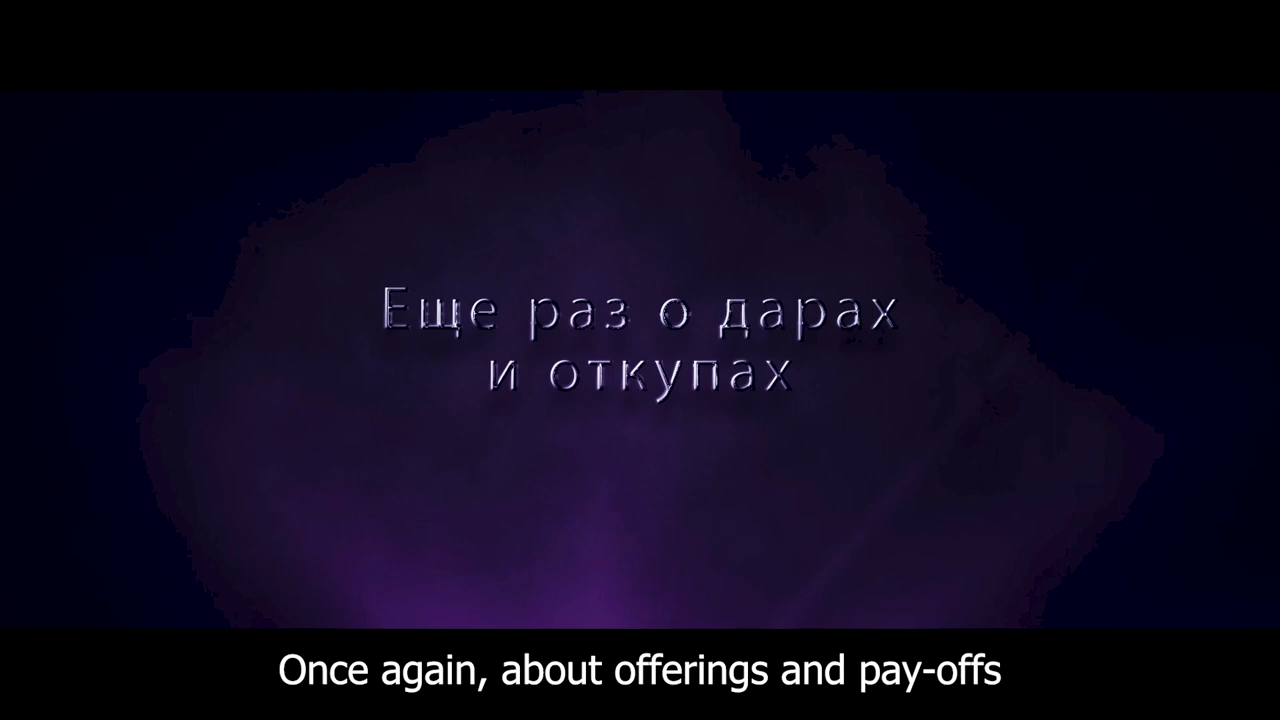 Еще раз о дарах
и откупах
Once again, about offerings and pay-offs